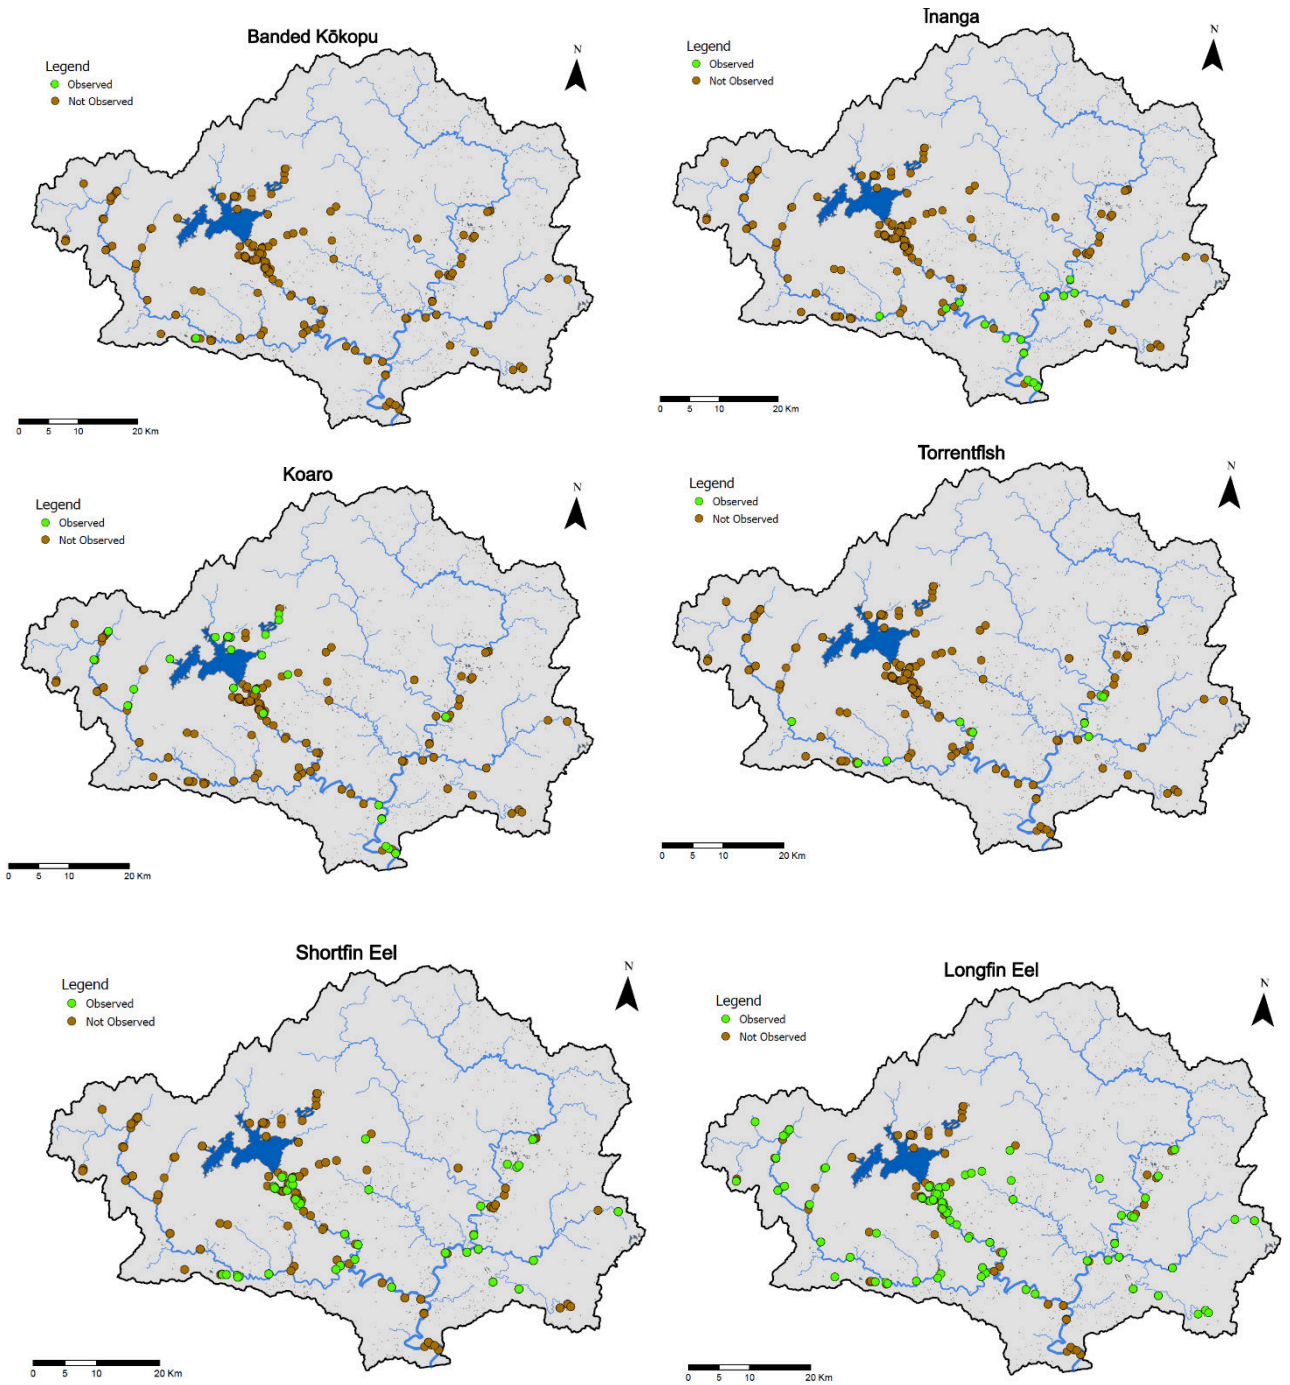 Banded Kōkopu
N
Legend
Observed
Not Observed
0 5 10 20 Km
Īnanga
N
Legend
Observed
Not Observed
0 5 10 20 Km
Koaro
N
Legend
Observed
Not Observed
0 5 10 20 Km
Torrentfish
N
Legend
Observed
Not Observed
0 5 10 20 Km
Shortfin Eel
N
Legend
Observed
Not Observed
0 5 10 20 Km
Longfin Eel
N
Legend
Observed
Not Observed
0 5 10 20 Km